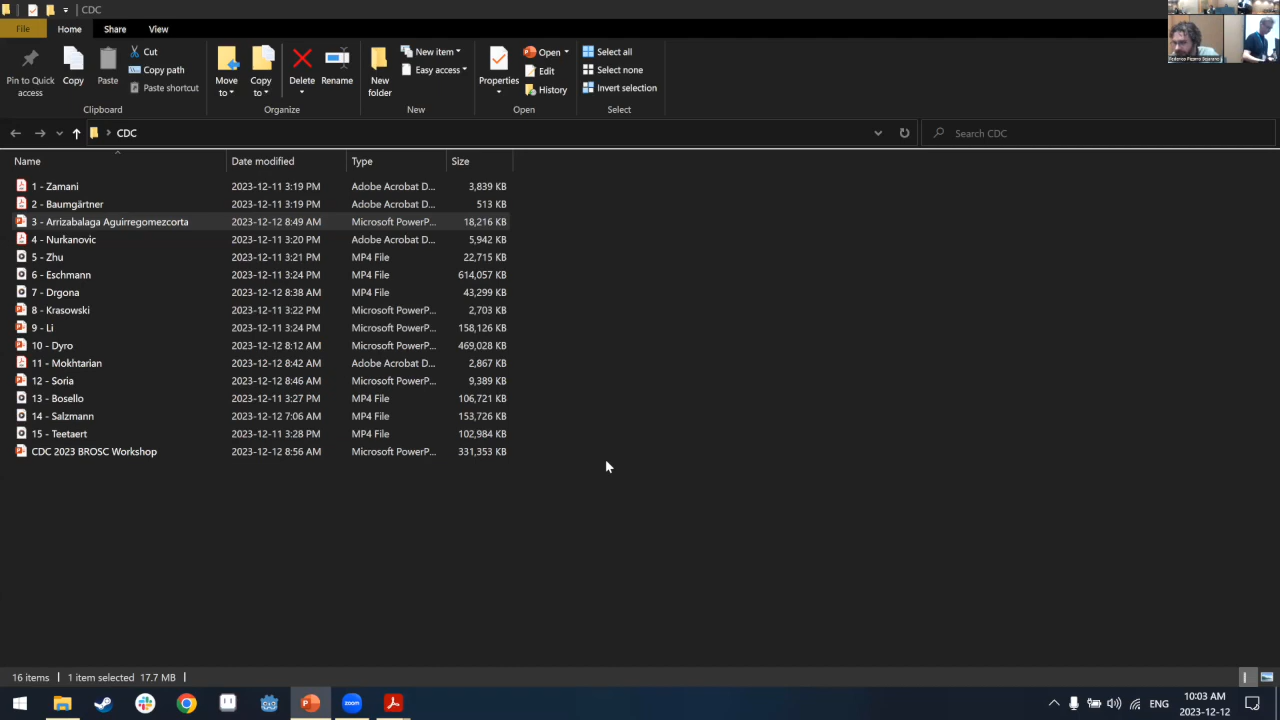 CDC
File Home Share View
Pin to Quick access
Copy
Paste
Cut
Copy path
Paste shortcut
Clipboard
Move to
Copy to
Delete
Rename
Organize
New folder
New item
Easy access
New
Properties
Open
Edit
History
Open
Select all
Select none
Invert selection
Select
CDC
Search CDC
Name Date modified Type Size
1 - Zamani 2023-12-11 3:19 PM Adobe Acrobat D... 3,839 KB
2 - Baumgärtner 2023-12-11 3:19 PM Adobe Acrobat D... 513 KB
3 - Arrizabalaga Aguirregomezcorta 2023-12-12 8:49 AM Microsoft PowerP... 18,216 KB
4 - Nurkanovic 2023-12-11 3:20 PM Adobe Acrobat D... 5,942 KB
5 - Zhu 2023-12-11 3:21 PM MP4 File 22,715 KB
6 - Eschmann 2023-12-11 3:24 PM MP4 File 614,057 KB
7 - Drgona 2023-12-12 8:38 AM MP4 File 43,299 KB
8 - Krasowski 2023-12-11 3:22 PM Microsoft PowerP... 2,703 KB
9 - Li 2023-12-11 3:24 PM Microsoft PowerP... 158,126 KB
10 - Dyro 2023-12-12 8:12 AM Microsoft PowerP... 469,028 KB
11 - Mokhtarian 2023-12-12 8:42 AM Adobe Acrobat D... 2,867 KB
12 - Soria 2023-12-12 8:46 AM Microsoft PowerP... 9,389 KB
13 - Bosello 2023-12-11 3:27 PM MP4 File 106,721 KB
14 - Salzmann 2023-12-12 7:06 AM MP4 File 153,726 KB
15 - Teetaert 2023-12-11 3:28 PM MP4 File 102,984 KB
CDC 2023 BROSC Workshop 2023-12-12 8:56 AM Microsoft PowerP... 331,353 KB
16 items 1 item selected 17.7 MB
zoom
ENG
10:03 AM
2023-12-12